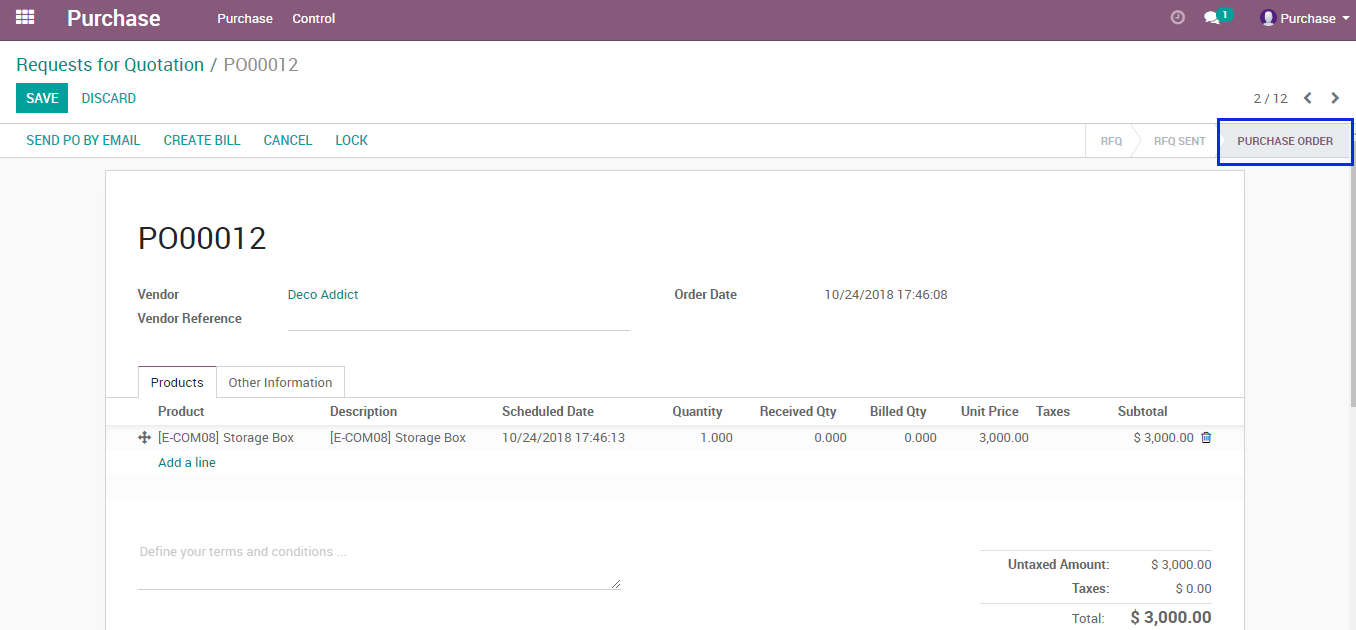 Purchase Purchase Control 1 Purchase
Requests for Quotation / PO00012
SAVE DISCARD 2 / 12
SEND PO BY EMAIL CREATE BILL CANCEL LOCK RFQ RFQ SENT PURCHASE ORDER
PO00012
Vendor Deco Addict Order Date 10/24/2018 17:46:08
Vendor Reference
Products Other Information
Product Description Scheduled Date Quantity Received Qty Billed Qty Unit Price Taxes Subtotal
[E-COM08] Storage Box [E-COM08] Storage Box 10/24/2018 17:46:13 1.000 0.000 0.000 3,000.00 $ 3,000.00
Add a line
Define your terms and conditions ...
Untaxed Amount: $ 3,000.00
Taxes: $ 0.00
Total: $ 3,000.00